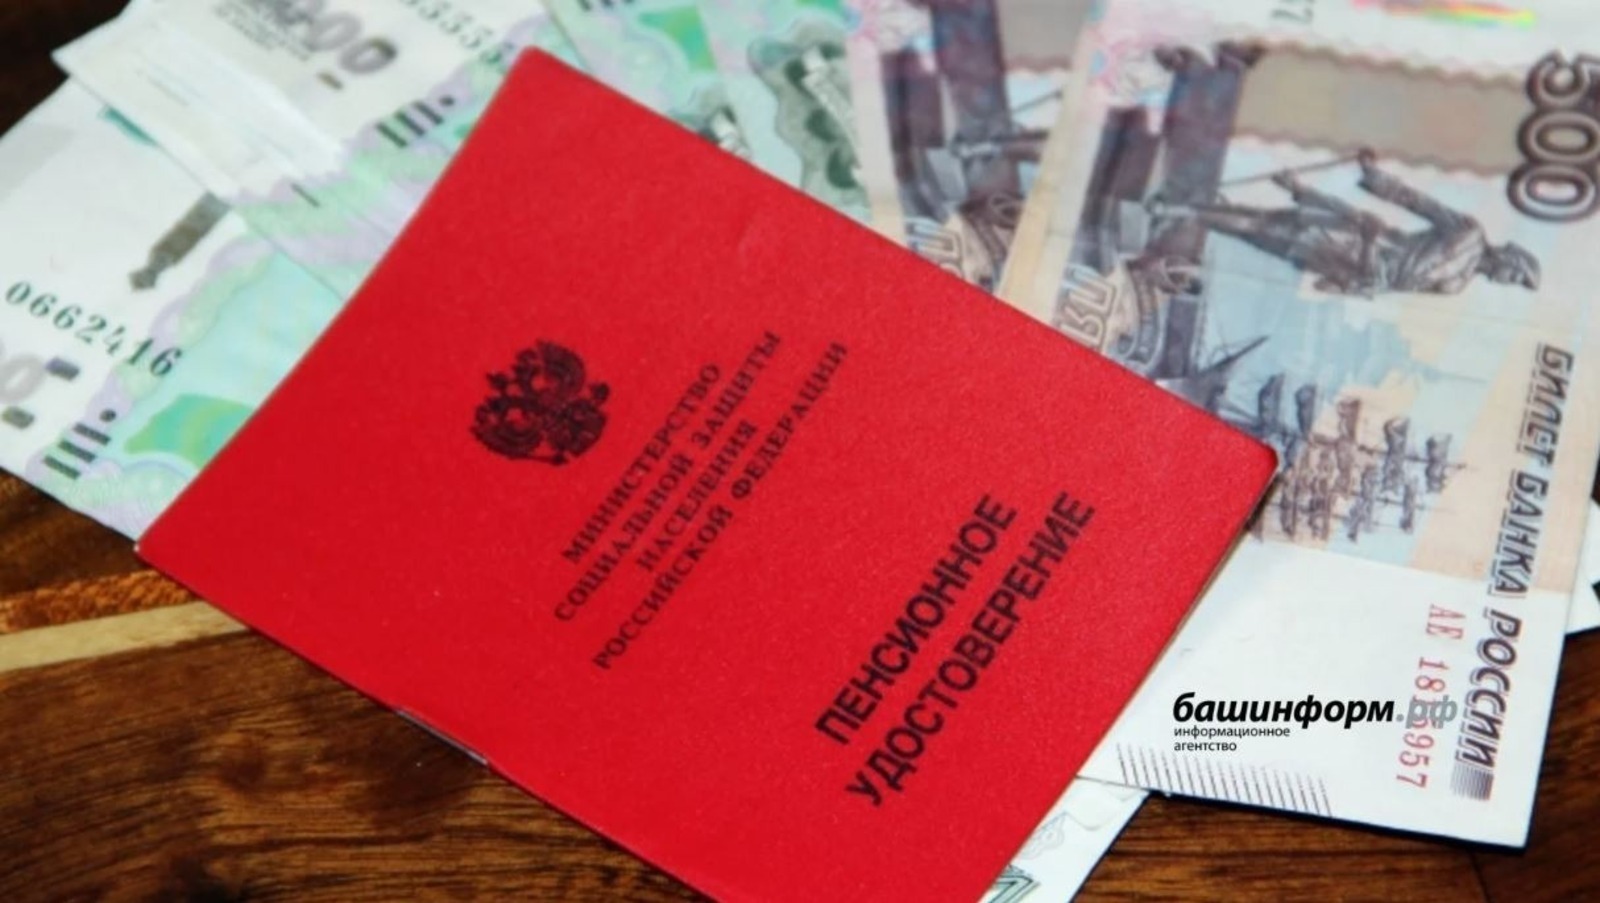 МИНИСТЕРСТВО
СОЦИАЛЬНОЙ ЗАЩИТЫ
НАСЕЛЕНИЯ
РОССИЙСКОЙ ФЕДЕРАЦИИ
ПЕНСИОННОЕ
УДОСТОВЕРЕНИЕ
0662416
500
БИЛЕТ БАНКА РОССИИ
башинформ.рф
информационное
агентство